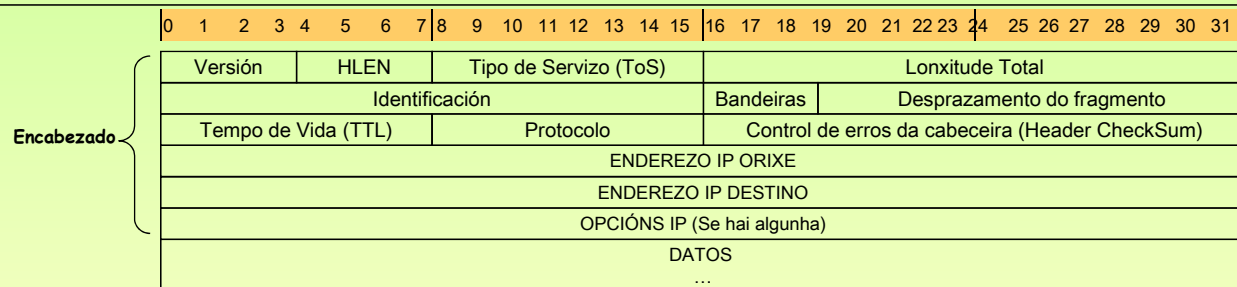 0 1 2 3 4 5 6 7 8 9 10 11 12 13 14 15 16 17 18 19 20 21 22 23 24 25 26 27 28 29 30 31
Versión HLEN Tipo de Servizo (ToS) Lonxitude Total
Identificación Bandeiras Desprazamento do fragmento
Encabezado Tempo de Vida (TTL) Protocolo Control de erros da cabeceira (Header CheckSum)
ENDEREZO IP ORIXE
ENDEREZO IP DESTINO
OPCIÓNS IP (Se hai algunha)
DATOS
...